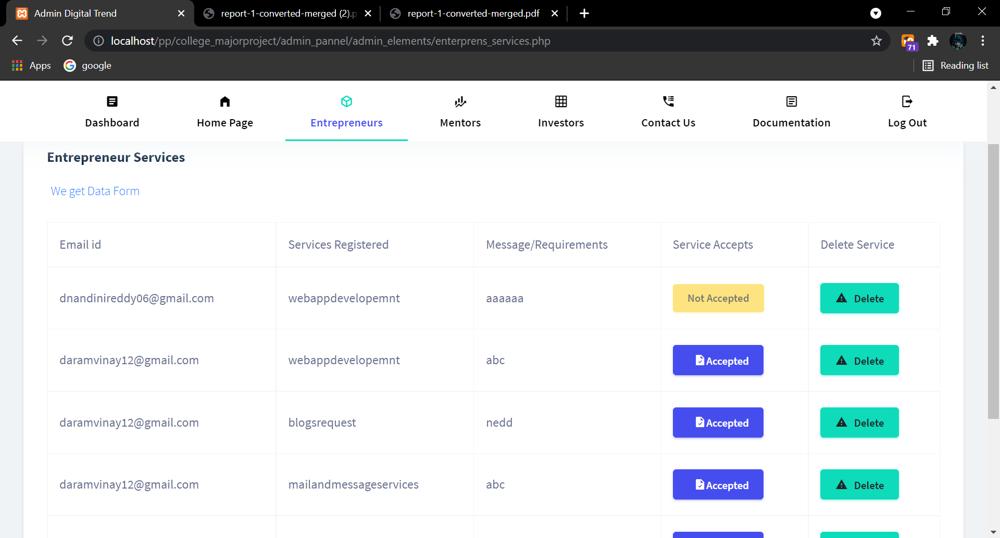 Admin Digital Trend
report-1-converted-merged (2).p
report-1-converted-merged.pdf
localhost/pp/college_majorproject/admin_pannel/admin_elements/enterprens_services.php
71
Apps
google
Reading list
Dashboard
Home Page
Entrepreneurs
Mentors
Investors
Contact Us
Documentation
Log Out
Entrepreneur Services
We get Data Form
Email id Services Registered Message/Requirements Service Accepts Delete Service
dnandinireddy06@gmail.com webappdevelopemnt aaaaaa Not Accepted Delete
daramvinay12@gmail.com webappdevelopemnt abc Accepted Delete
daramvinay12@gmail.com blogsrequest nedd Accepted Delete
daramvinay12@gmail.com mailandmessageservices abc Accepted Delete